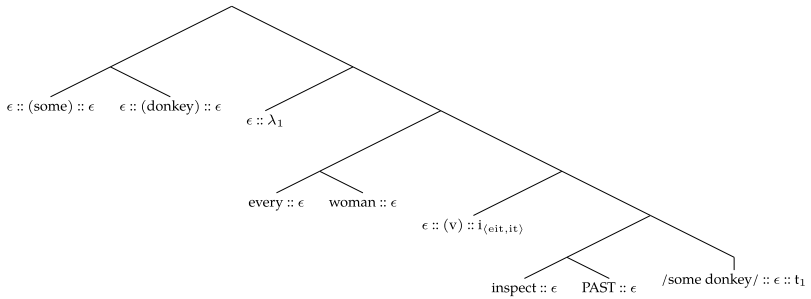 ϵ :: (some) :: ϵ ϵ :: (donkey) :: ϵ
ϵ :: λ₁
every :: ϵ woman :: ϵ
ϵ :: (v) :: i⟨eit,it⟩
inspect :: ϵ PAST :: ϵ /some donkey/ :: ϵ :: t₁